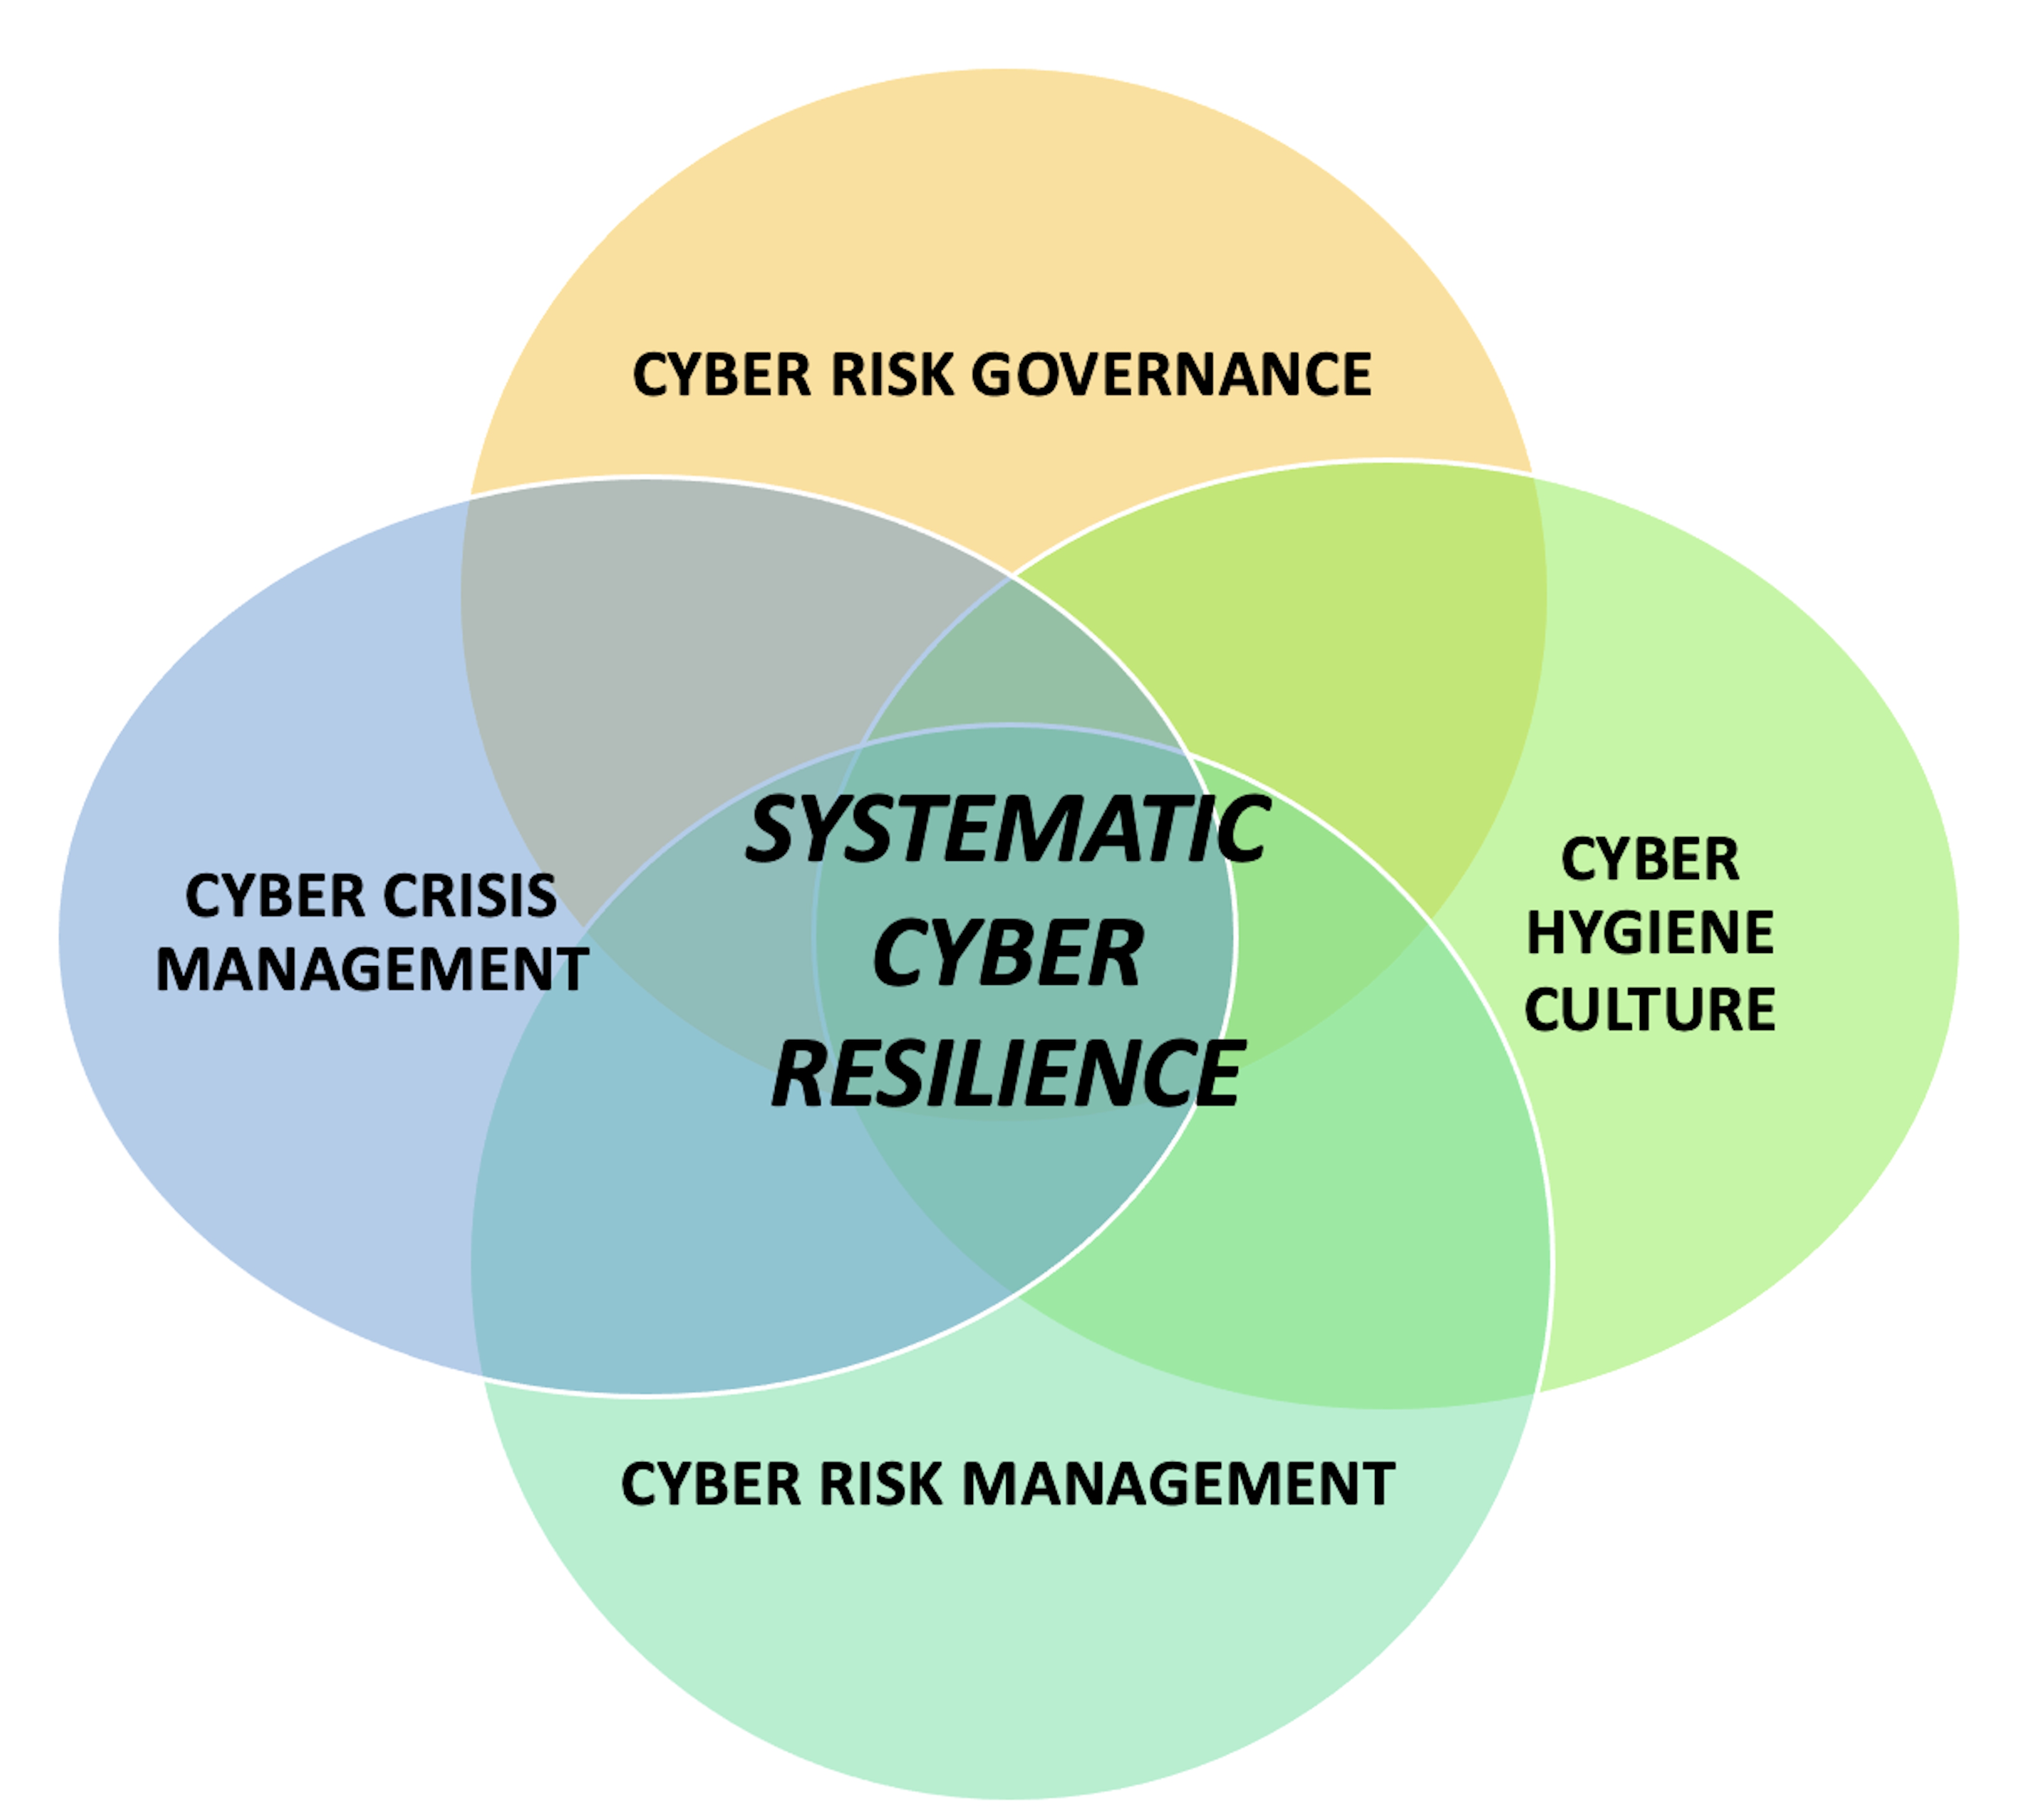 CYBER RISK GOVERNANCE
CYBER CRISIS
MANAGEMENT
SYSTEMATIC
CYBER
RESILIENCE
CYBER
HYGIENE
CULTURE
CYBER RISK MANAGEMENT